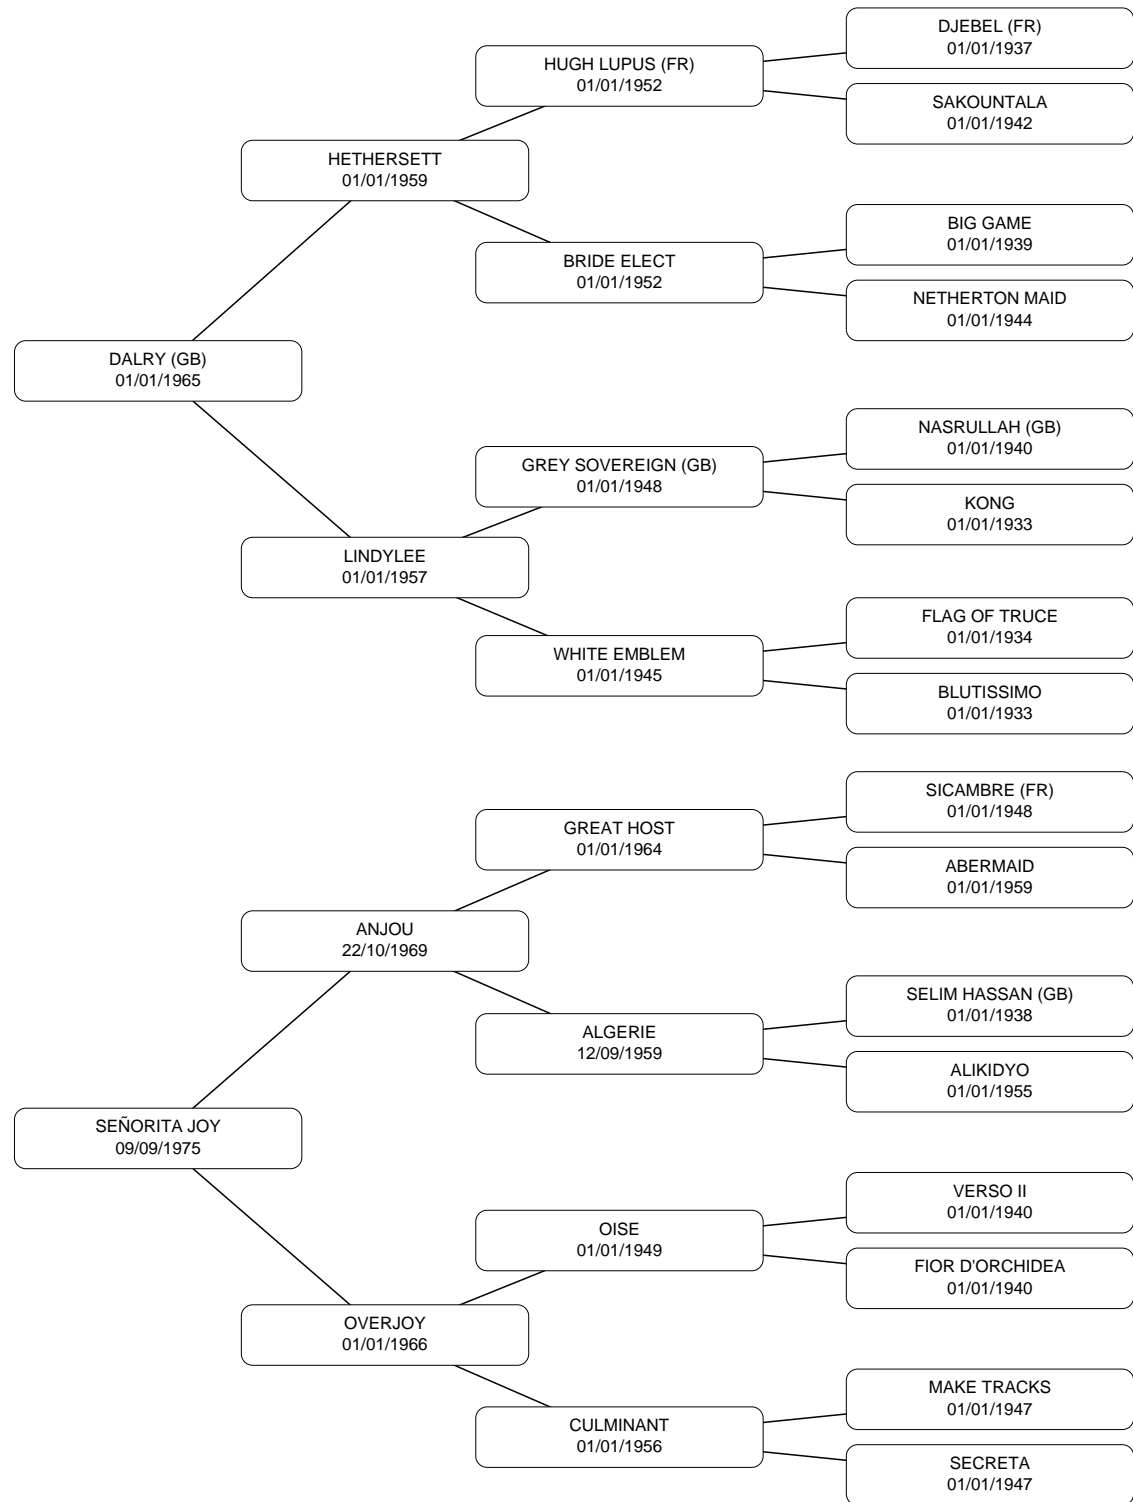 DJEBEL (FR)
01/01/1937
HUGH LUPUS (FR)
01/01/1952
SAKOUNTALA
01/01/1942
HETHERSETT
01/01/1959
BIG GAME
01/01/1939
BRIDE ELECT
01/01/1952
NETHERTON MAID
01/01/1944
DALRY (GB)
01/01/1965
NASRULLAH (GB)
01/01/1940
GREY SOVEREIGN (GB)
01/01/1948
KONG
01/01/1933
LINDYLEE
01/01/1957
FLAG OF TRUCE
01/01/1934
WHITE EMBLEM
01/01/1945
BLUTISSIMO
01/01/1933
SICAMBRE (FR)
01/01/1948
GREAT HOST
01/01/1964
ABERMAID
01/01/1959
ANJOU
22/10/1969
SELIM HASSAN (GB)
01/01/1938
ALGERIE
12/09/1959
ALIKIDYO
01/01/1955
SEÑORITA JOY
09/09/1975
VERSO II
01/01/1940
OISE
01/01/1949
FIOR D'ORCHIDEA
01/01/1940
OVERJOY
01/01/1966
MAKE TRACKS
01/01/1947
CULMINANT
01/01/1956
SECRETA
01/01/1947